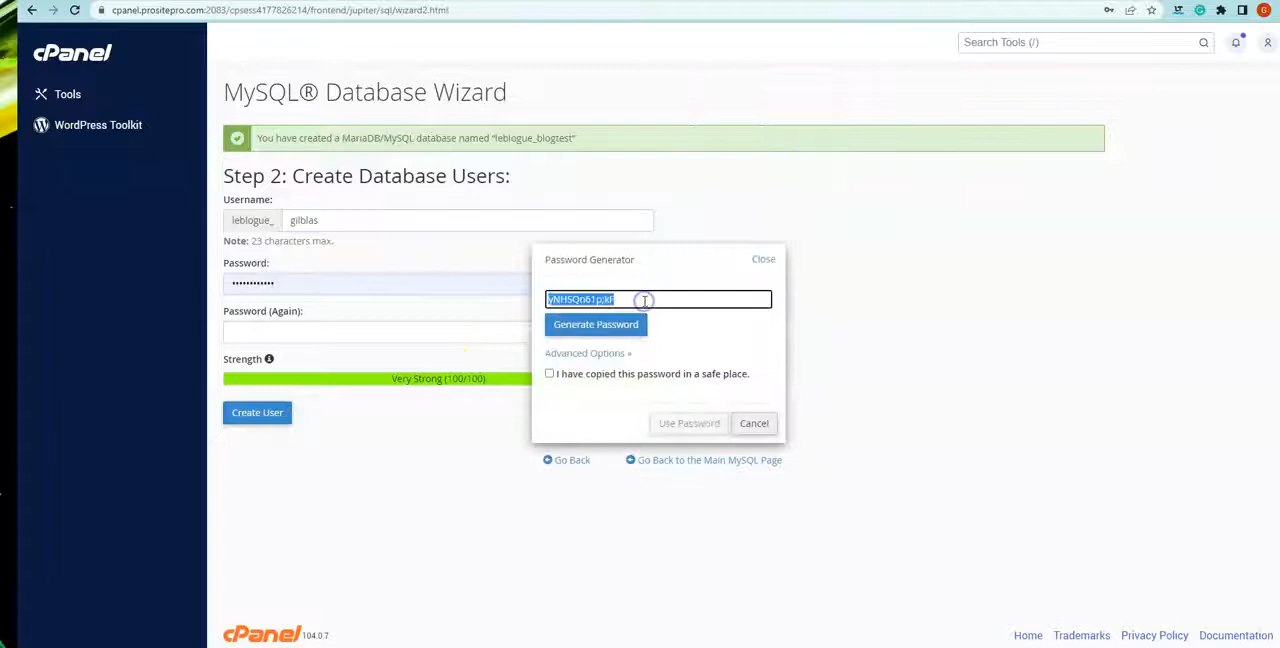 cpanel.prositepro.com:2083/cpsess4177826214/frontend/jupiter/sql/wizard2.html
cPanel
Search Tools (/)
Tools
WordPress Toolkit
MySQL® Database Wizard
You have created a MariaDB/MySQL database named "leblogue_blogtest"
Step 2: Create Database Users:
Username:
leblogue_ gilblas
Note: 23 characters max.
Password:
••••••••••••
Password (Again):
Strength
Very Strong (100/100)
Create User
Password Generator
Close
yNHSQn61p;kF
Generate Password
Advanced Options »
I have copied this password in a safe place.
Use Password
Cancel
Go Back
Go Back to the Main MySQL Page
cPanel 104.0.7
Home Trademarks Privacy Policy Documentation